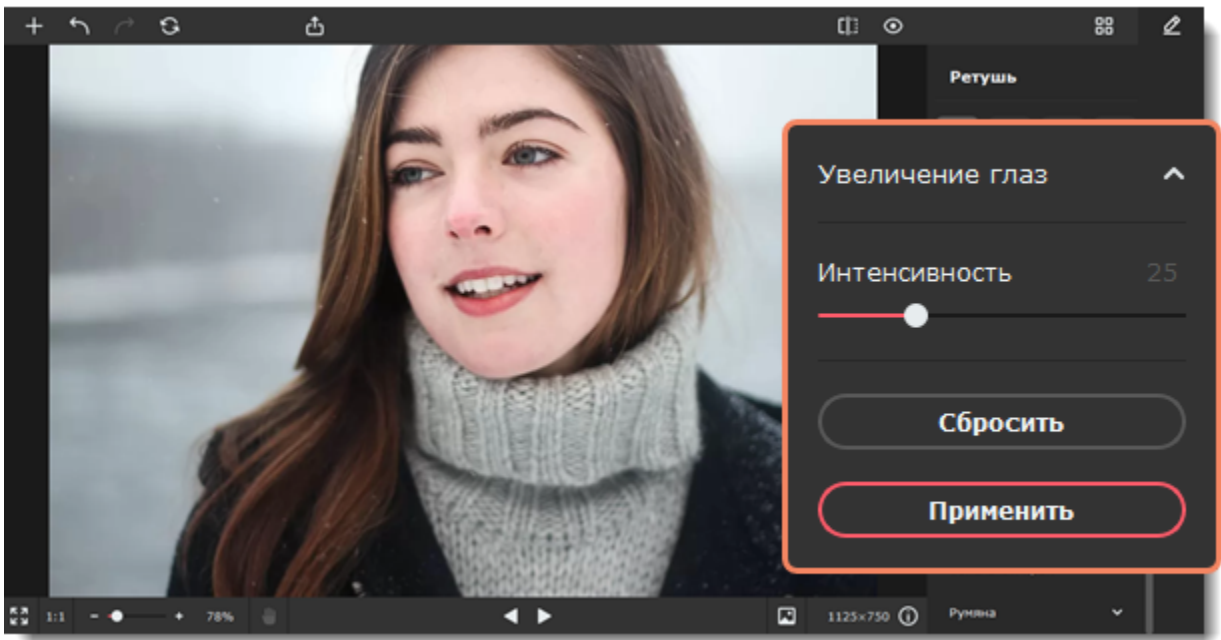 Ретушь
Увеличение глаз
Интенсивность 25
Сбросить
Применить
1:1
78%
1125×750
Румяна